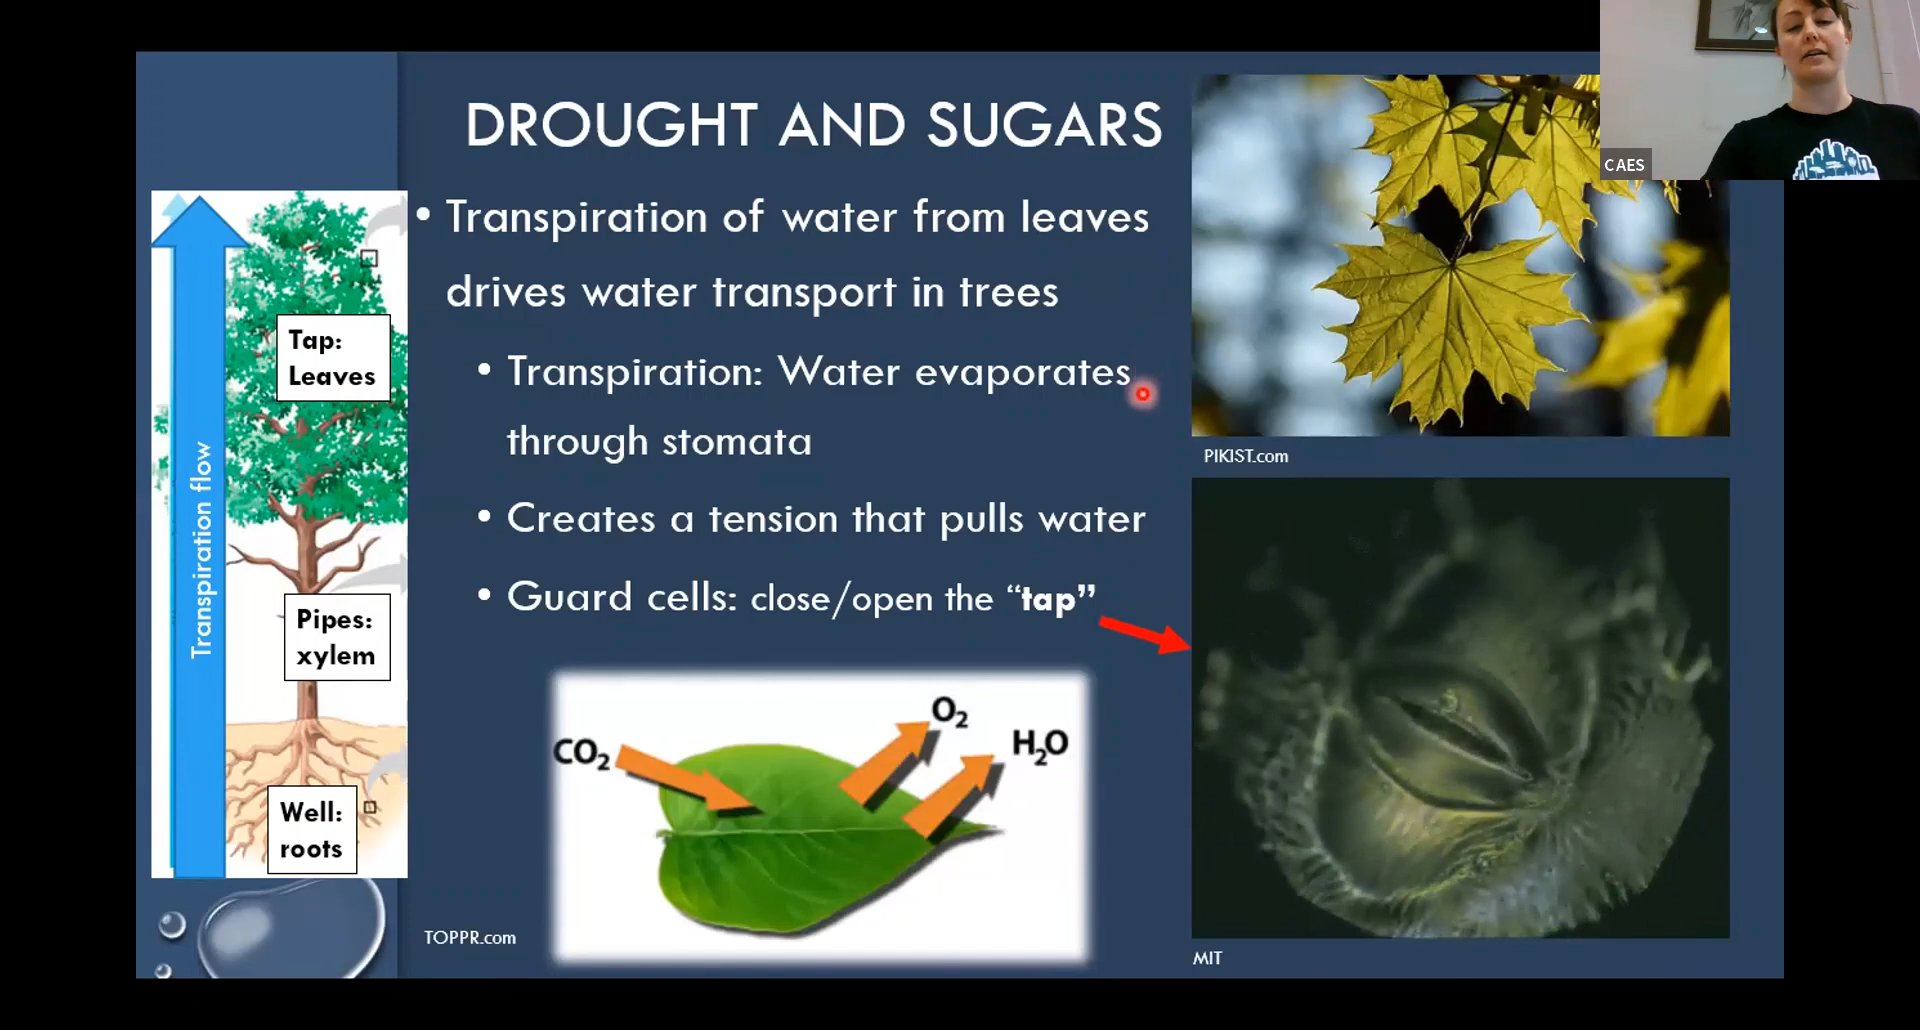 DROUGHT AND SUGARS
CAES
• Transpiration of water from leaves
drives water transport in trees
• Transpiration: Water evaporates
through stomata
• Creates a tension that pulls water
• Guard cells: close/open the “tap”
Tap:
Leaves
Transpiration flow
Pipes:
xylem
Well:
roots
CO2
O2
H2O
TOPPR.com
PIKIST.com
MIT